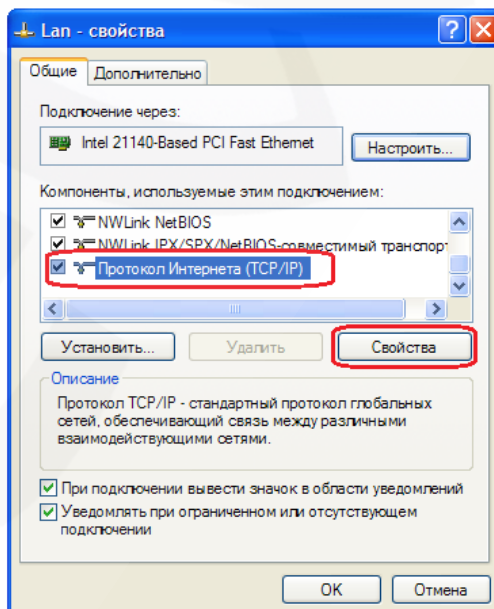 Lan - свойства
Общие
Дополнительно
Подключение через:
Intel 21140-Based PCI Fast Ethernet
Настроить...
Компоненты, используемые этим подключением:
NWLink NetBIOS
NWLink IPX/SPX/NetBIOS-совместимый транспор
Протокол Интернета (TCP/IP)
Установить...
Удалить
Свойства
Описание
Протокол TCP/IP - стандартный протокол глобальных
сетей, обеспечивающий связь между различными
взаимодействующими сетями.
При подключении вывести значок в области уведомлений
Уведомлять при ограниченном или отсутствующем
подключении
OK
Отмена